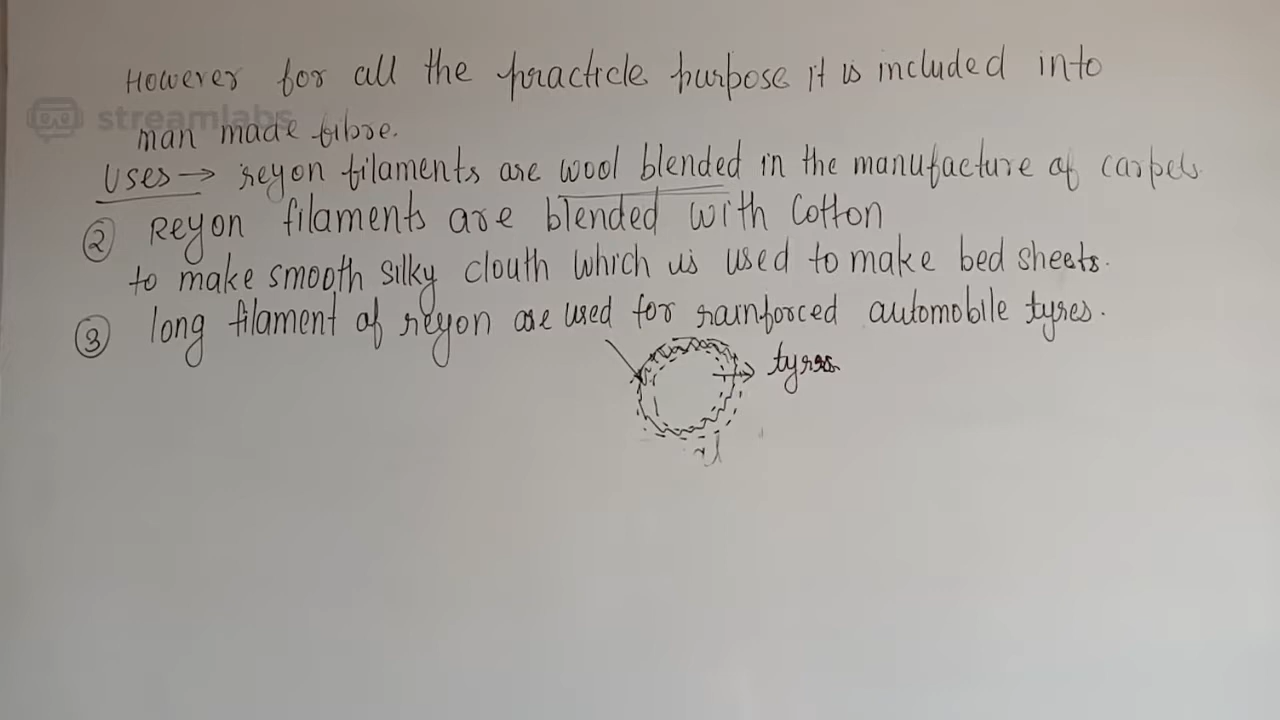 However for all the practicle purpose it is included into
streamlabs
man made fibre.
Uses → reyon filaments are wool blended in the manufacture of carpets.
② Reyon filaments are blended with Cotton
to make smooth silky clouth which is used to make bed sheets.
③ long filament of reyon are used for rainforced automobile tyres.
tyres